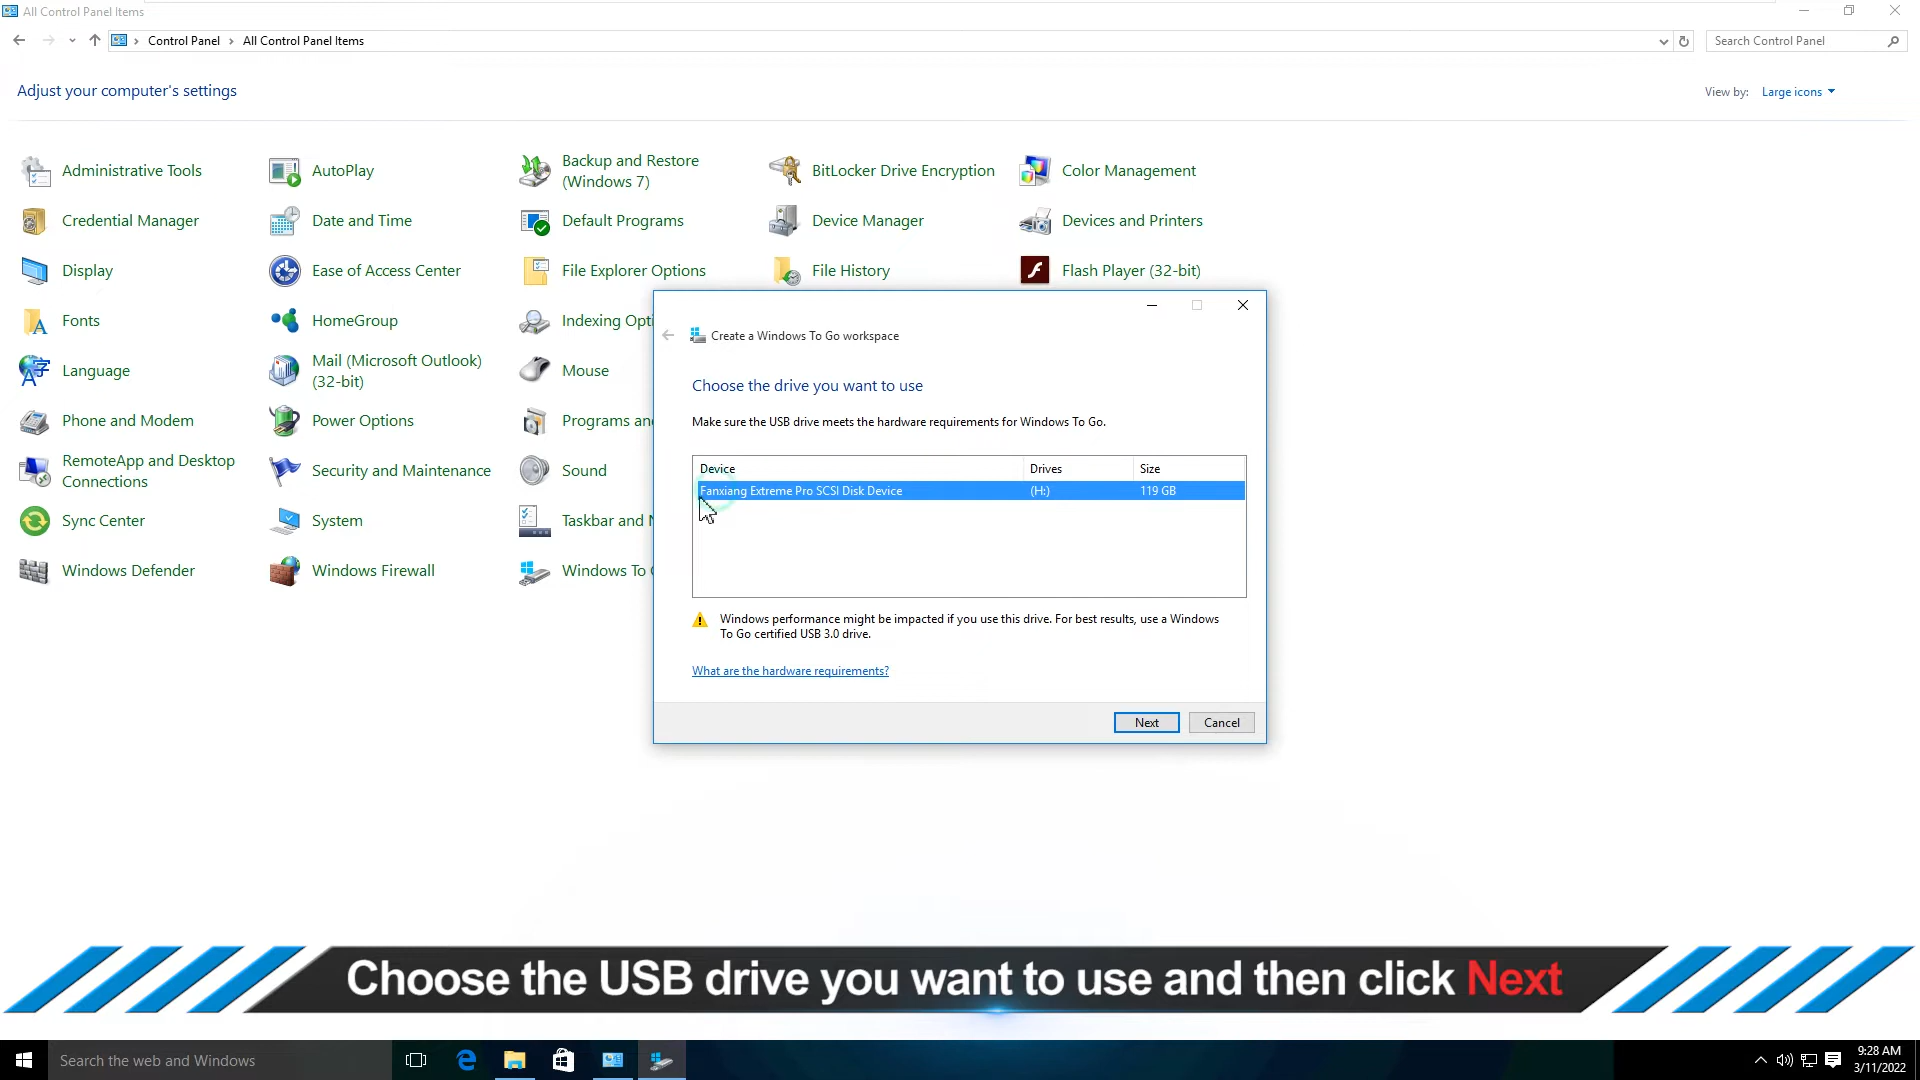 All Control Panel Items
Control Panel > All Control Panel Items
Search Control Panel
Adjust your computer's settings
View by: Large icons
Administrative Tools
AutoPlay
Backup and Restore
(Windows 7)
BitLocker Drive Encryption
Color Management
Credential Manager
Date and Time
Default Programs
Device Manager
Devices and Printers
Display
Ease of Access Center
File Explorer Options
File History
Flash Player (32-bit)
Fonts
HomeGroup
Indexing Opti
Language
Mail (Microsoft Outlook)
(32-bit)
Mouse
Phone and Modem
Power Options
Programs an
RemoteApp and Desktop
Connections
Security and Maintenance
Sound
Sync Center
System
Taskbar and
Windows Defender
Windows Firewall
Windows To
Create a Windows To Go workspace
Choose the drive you want to use
Make sure the USB drive meets the hardware requirements for Windows To Go.
Device Drives Size
Fanxiang Extreme Pro SCSI Disk Device (H:) 119 GB
Windows performance might be impacted if you use this drive. For best results, use a Windows
To Go certified USB 3.0 drive.
What are the hardware requirements?
Next Cancel
Choose the USB drive you want to use and then click Next
Search the web and Windows
9:28 AM
3/11/2022